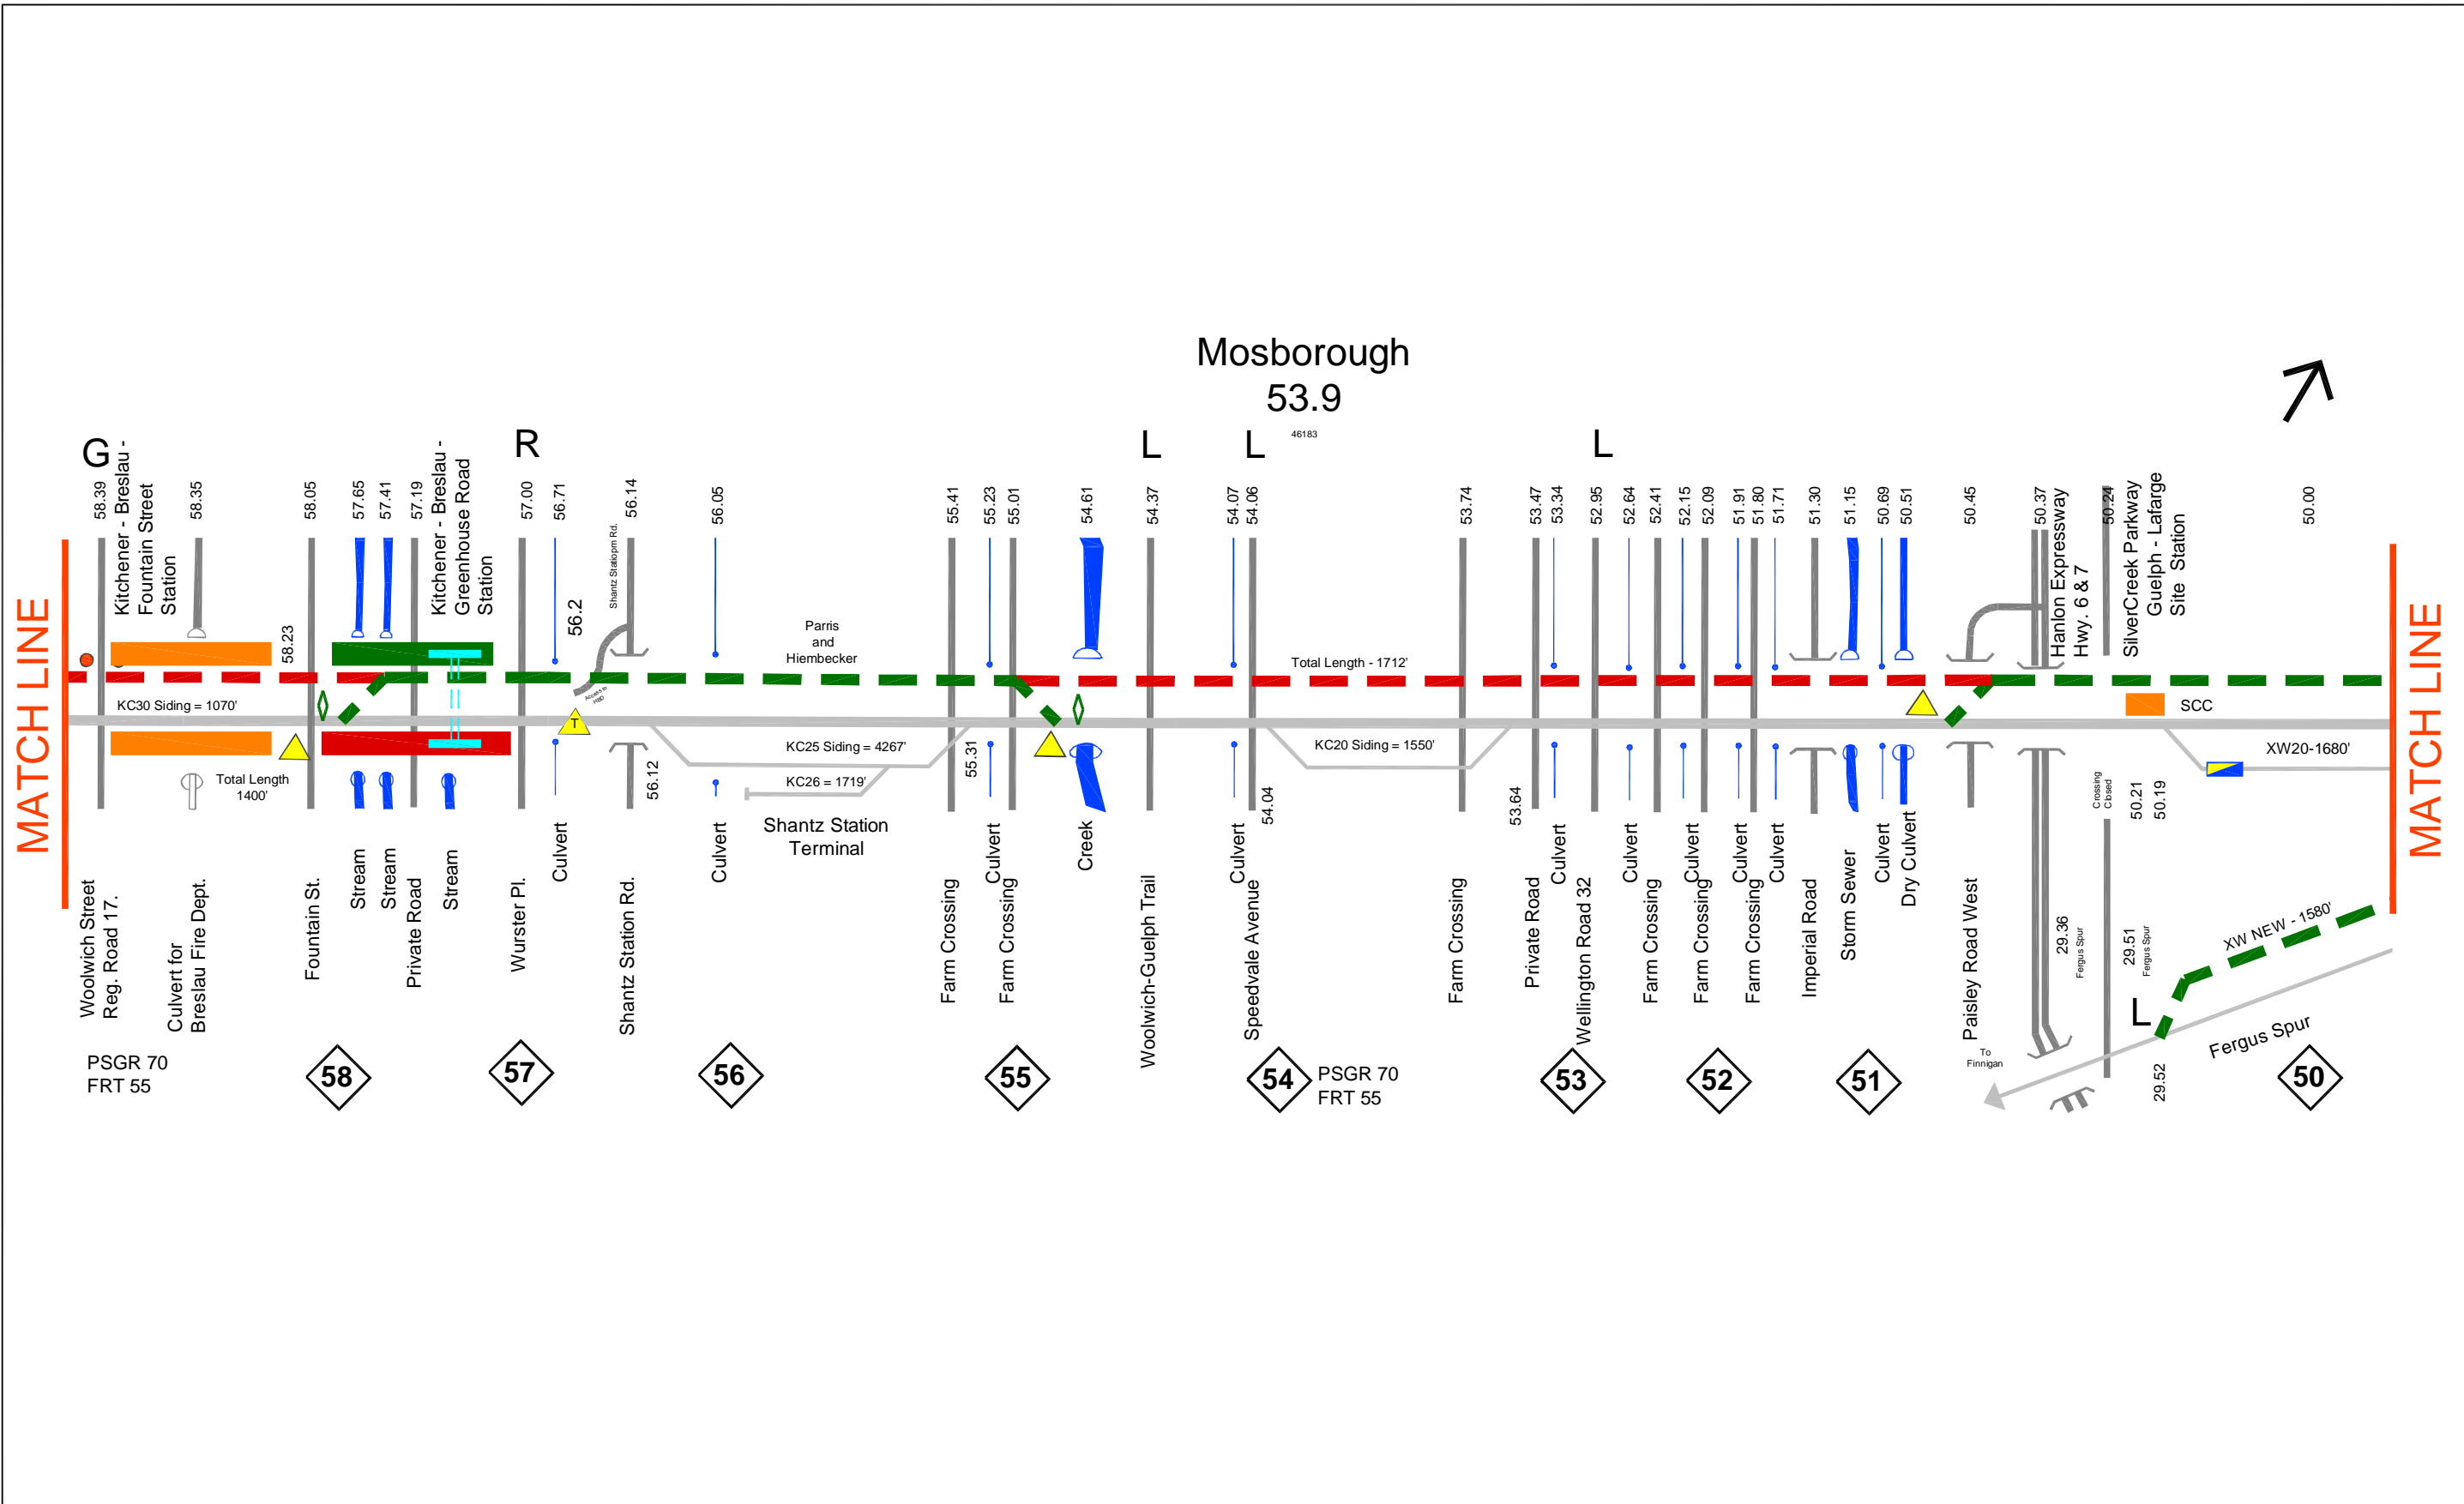 Mosborough
53.9
46183
G
R
L
L
L
58.39
Kitchener - Breslau -
Fountain Street
Station
58.35
58.23
58.05
57.65
57.41
57.19
Kitchener - Breslau -
Greenhouse Road
Station
57.00
56.71
56.2
Shantz Statiopm Rd.
56.14
56.05
55.41
55.23
55.01
54.61
54.37
54.07
54.06
53.74
53.47
53.34
52.95
52.64
52.41
52.15
52.09
51.91
51.80
51.71
51.30
51.15
50.69
50.51
50.45
50.37
Hanlon Expressway
Hwy. 6 & 7
50.24
SilverCreek Parkway
Guelph - Lafarge
Site Station
50.00
MATCH LINE
MATCH LINE
Parris
and
Hiembecker
Total Length - 1712'
Access to
HBD
KC30 Siding = 1070'
T
SCC
KC25 Siding = 4267'
KC26 = 1719'
KC20 Siding = 1550'
XW20-1680'
Total Length
1400'
56.12
55.31
54.04
53.64
Crossing
Closed
50.21
50.19
Shantz Station
Terminal
Woolwich Street
Reg. Road 17.
Culvert for
Breslau Fire Dept.
Fountain St.
Stream
Stream
Private Road
Stream
Wurster Pl.
Culvert
Shantz Station Rd.
Culvert
Farm Crossing
Culvert
Farm Crossing
Creek
Woolwich-Guelph Trail
Culvert
Speedvale Avenue
Farm Crossing
Private Road
Culvert
Wellington Road 32
Culvert
Farm Crossing
Culvert
Farm Crossing
Culvert
Farm Crossing
Culvert
Imperial Road
Storm Sewer
Culvert
Dry Culvert
Paisley Road West
29.36
Fergus Spur
29.51
Fergus Spur
XW NEW - 1580'
L
Fergus Spur
To
Finnigan
29.52
PSGR 70
FRT 55
58
57
56
55
54
PSGR 70
FRT 55
53
52
51
50